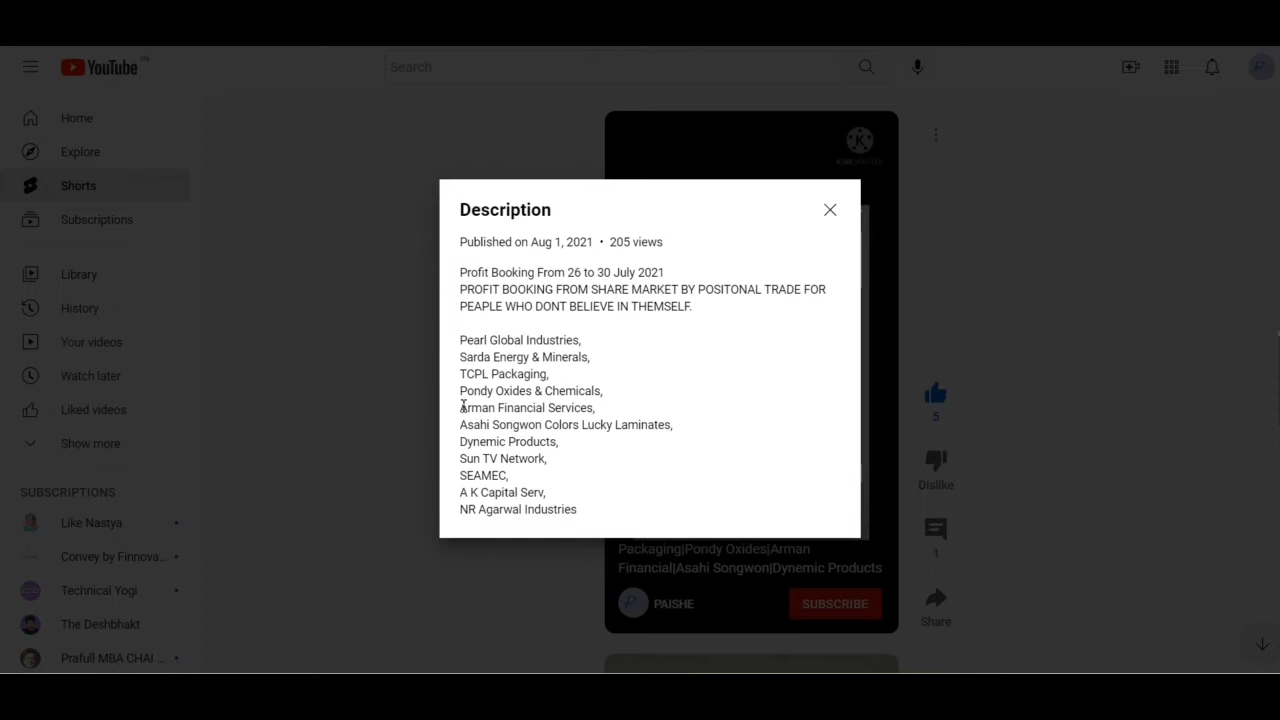 YouTube IN
Search
Home
Explore
Shorts
Subscriptions
Library
History
Your videos
Watch later
Liked videos
Show more
SUBSCRIPTIONS
Like Nastya
Convey by Finnova...
Technical Yogi
The Deshbhakt
Prafull MBA CHAI ...
Description
Published on Aug 1, 2021 • 205 views
Profit Booking From 26 to 30 July 2021
PROFIT BOOKING FROM SHARE MARKET BY POSITONAL TRADE FOR
PEAPLE WHO DONT BELIEVE IN THEMSELF.
Pearl Global Industries,
Sarda Energy & Minerals,
TCPL Packaging,
Pondy Oxides & Chemicals,
Arman Financial Services,
Asahi Songwon Colors Lucky Laminates,
Dynemic Products,
Sun TV Network,
SEAMEC,
A K Capital Serv,
NR Agarwal Industries
Packaging|Pondy Oxides|Arman
Financial|Asahi Songwon|Dynemic Products
PAISHE
SUBSCRIBE
5
Dislike
1
Share